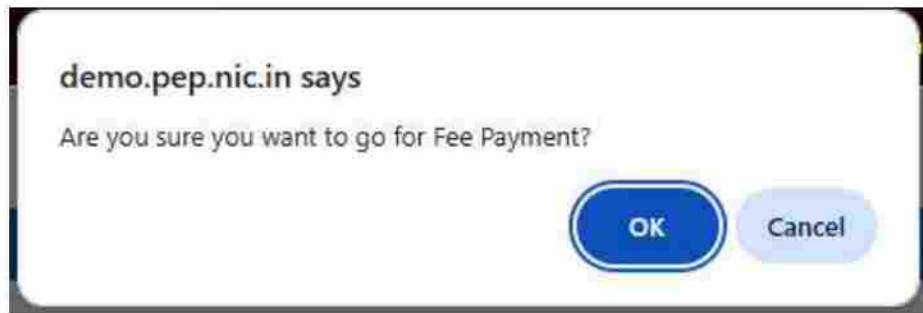 demo.pep.nic.in says
Are you sure you want to go for Fee Payment?
OK Cancel